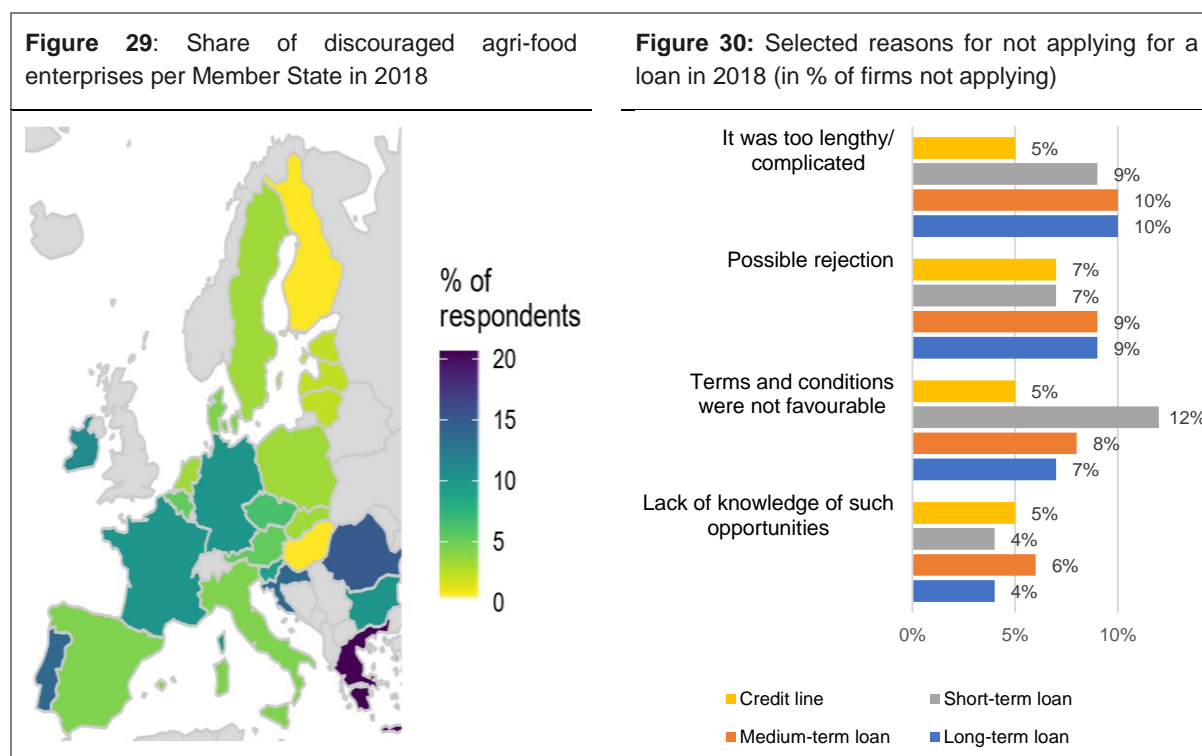 Figure 29: Share of discouraged agri-food
enterprises per Member State in 2018
% of
respondents
20
15
10
5
0
Figure 30: Selected reasons for not applying for a
loan in 2018 (in % of firms not applying)
It was too lengthy/
complicated
5%
9%
10%
10%
Possible rejection
7%
7%
9%
9%
Terms and conditions
were not favourable
5%
12%
8%
7%
Lack of knowledge of such
opportunities
5%
4%
6%
4%
0% 5% 10%
Credit line Short-term loan
Medium-term loan Long-term loan